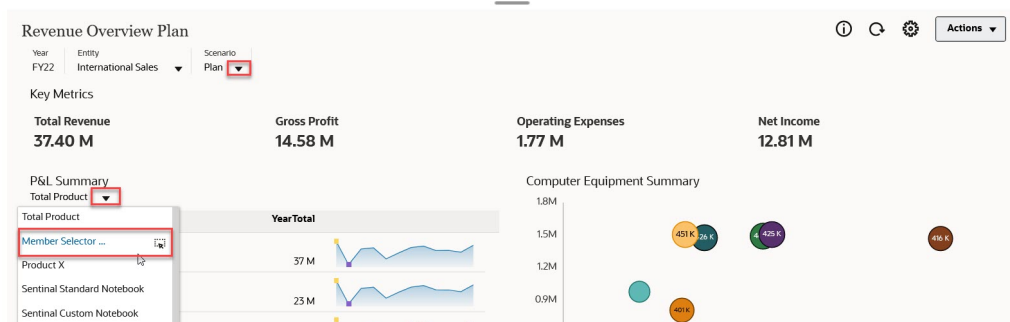 Revenue Overview Plan
Actions
Year Entity Scenario
FY22 International Sales Plan
Key Metrics
Total Revenue Gross Profit Operating Expenses Net Income
37.40 M 14.58 M 1.77 M 12.81 M
P&L Summary
Total Product
Total Product
Member Selector ...
Product X
Sentinal Standard Notebook
Sentinal Custom Notebook
YearTotal
37 M
23 M
Computer Equipment Summary
1.8M
1.5M
1.2M
0.9M
451 K
26 K
425 K
416 K
401 K